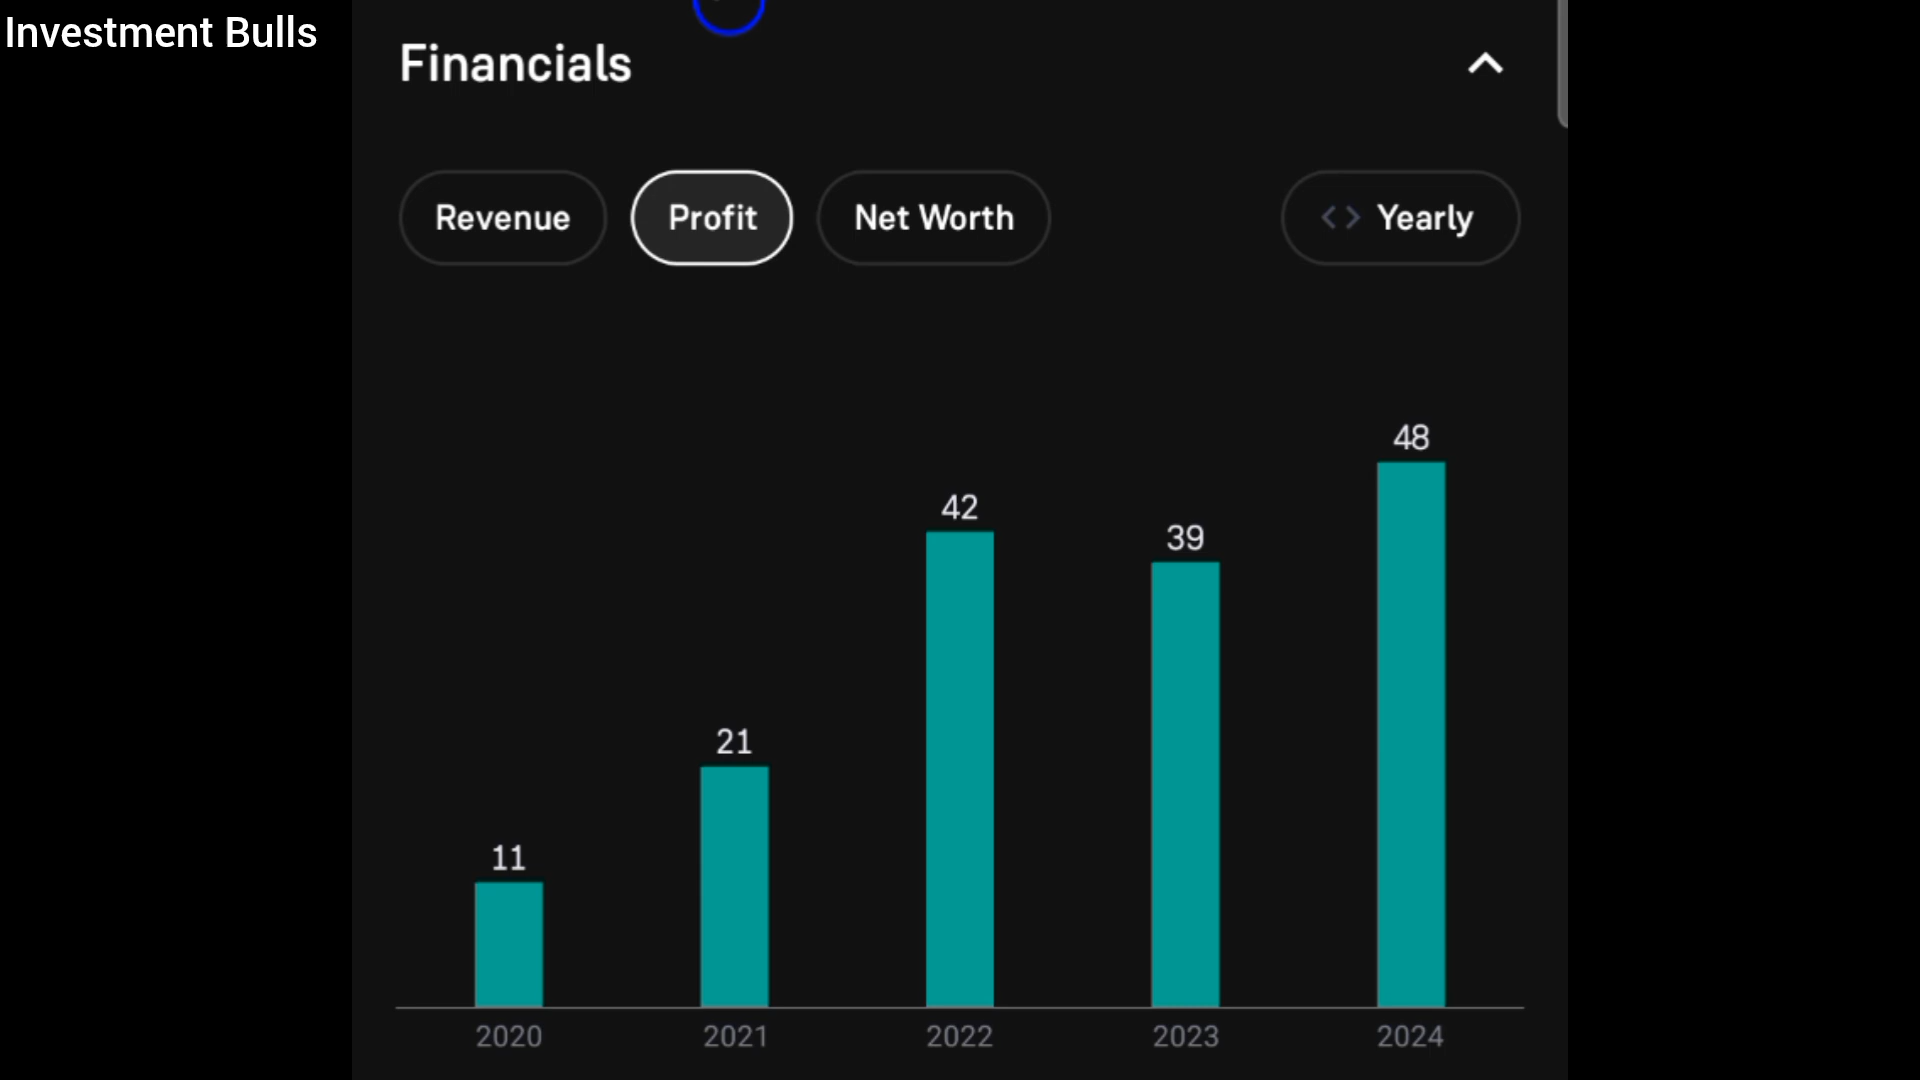 Investment Bulls
Financials
Revenue
Profit
Net Worth
<> Yearly
48
42
39
21
11
2020
2021
2022
2023
2024